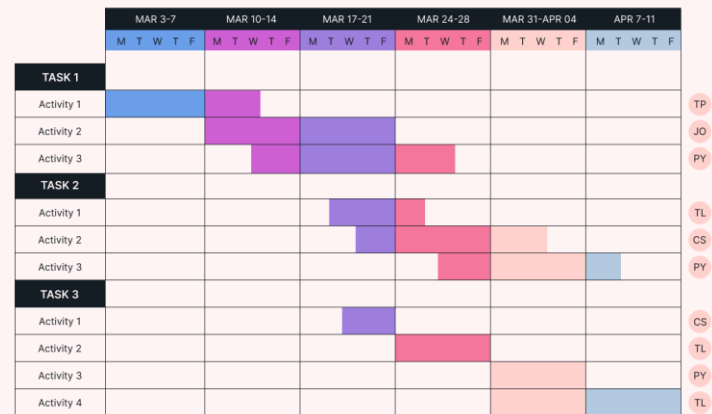 MAR 3-7 MAR 10-14 MAR 17-21 MAR 24-28 MAR 31-APR 04 APR 7-11
M T W T F M T W T F M T W T F M T W T F M T W T F M T W T F
TASK 1
Activity 1 TP
Activity 2 JO
Activity 3 PY
TASK 2
Activity 1 TL
Activity 2 CS
Activity 3 PY
TASK 3
Activity 1 CS
Activity 2 TL
Activity 3 PY
Activity 4 TL